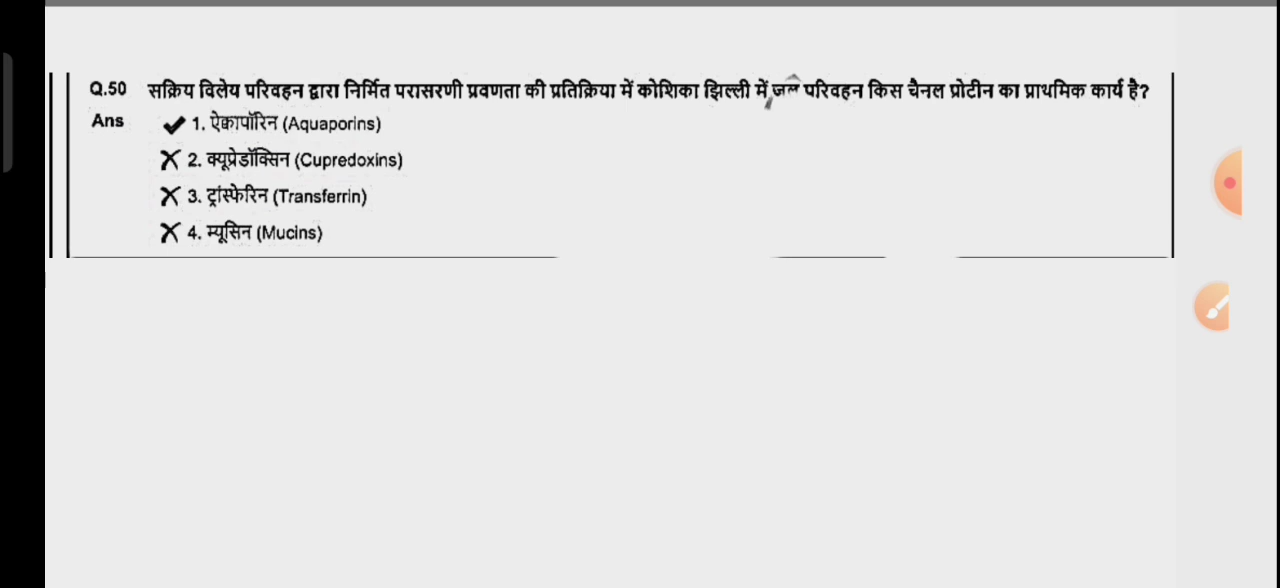 Q.50 सक्रिय विलेय परिवहन द्वारा निर्मित परासरणी प्रवणता की प्रतिक्रिया में कोशिका झिल्ली में जल परिवहन किस चैनल प्रोटीन का प्राथमिक कार्य है?
Ans 1. ऐक्वापॉरिन (Aquaporins)
2. क्यूप्रेडॉक्सिन (Cupredoxins)
3. ट्रांस्फेरिन (Transferrin)
4. म्यूसिन (Mucins)